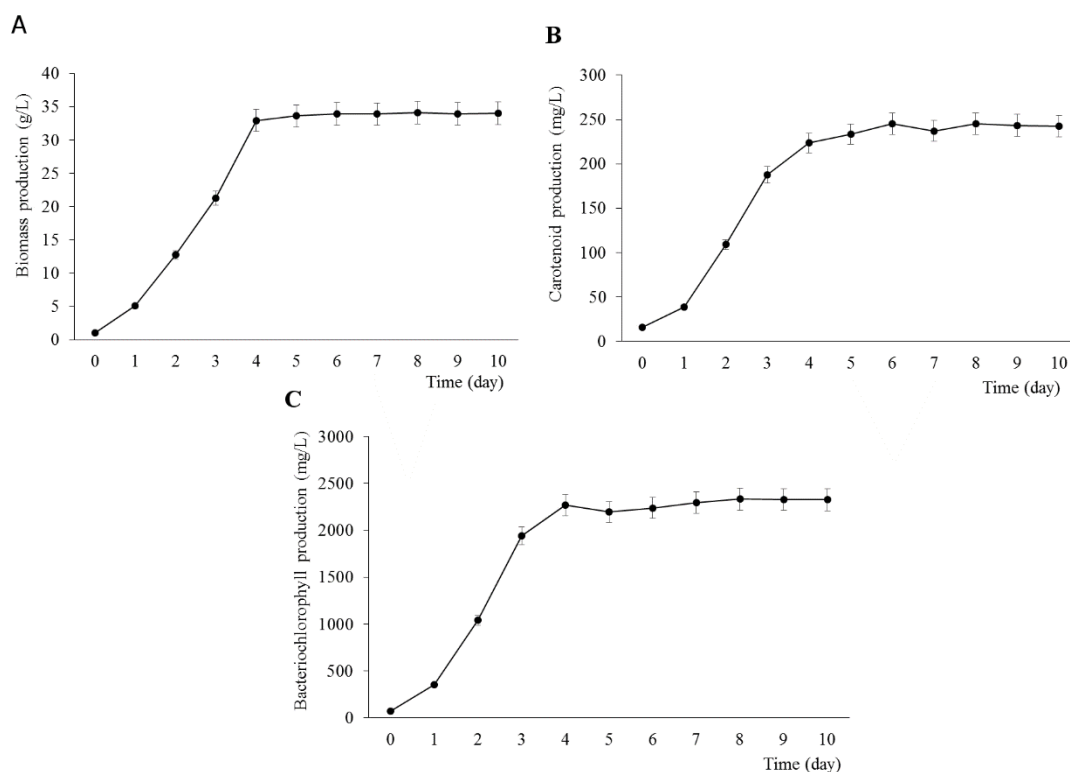 A
Biomass production (g/L)
40
35
30
25
20
15
10
5
0
0 1 2 3 4 5 6 7 8 9 10
Time (day)
B
Carotenoid production (mg/L)
300
250
200
150
100
50
0
0 1 2 3 4 5 6 7 8 9 10
Time (day)
C
Bacteriochlorophyll production (mg/L)
3000
2500
2000
1500
1000
500
0
0 1 2 3 4 5 6 7 8 9 10
Time (day)